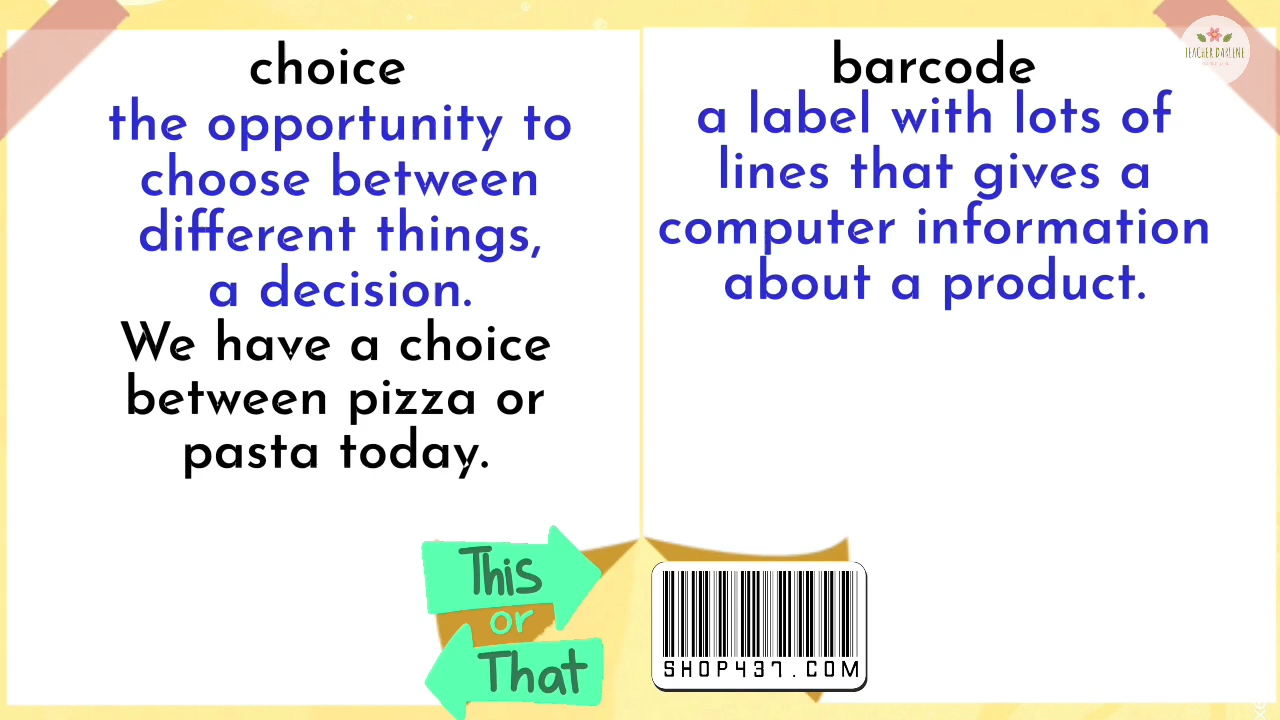 choice
the opportunity to
choose between
different things,
a decision.
We have a choice
between pizza or
pasta today.
This
or
That
barcode
a label with lots of
lines that gives a
computer information
about a product.
SHOP437.COM
TEACHER DARLENE